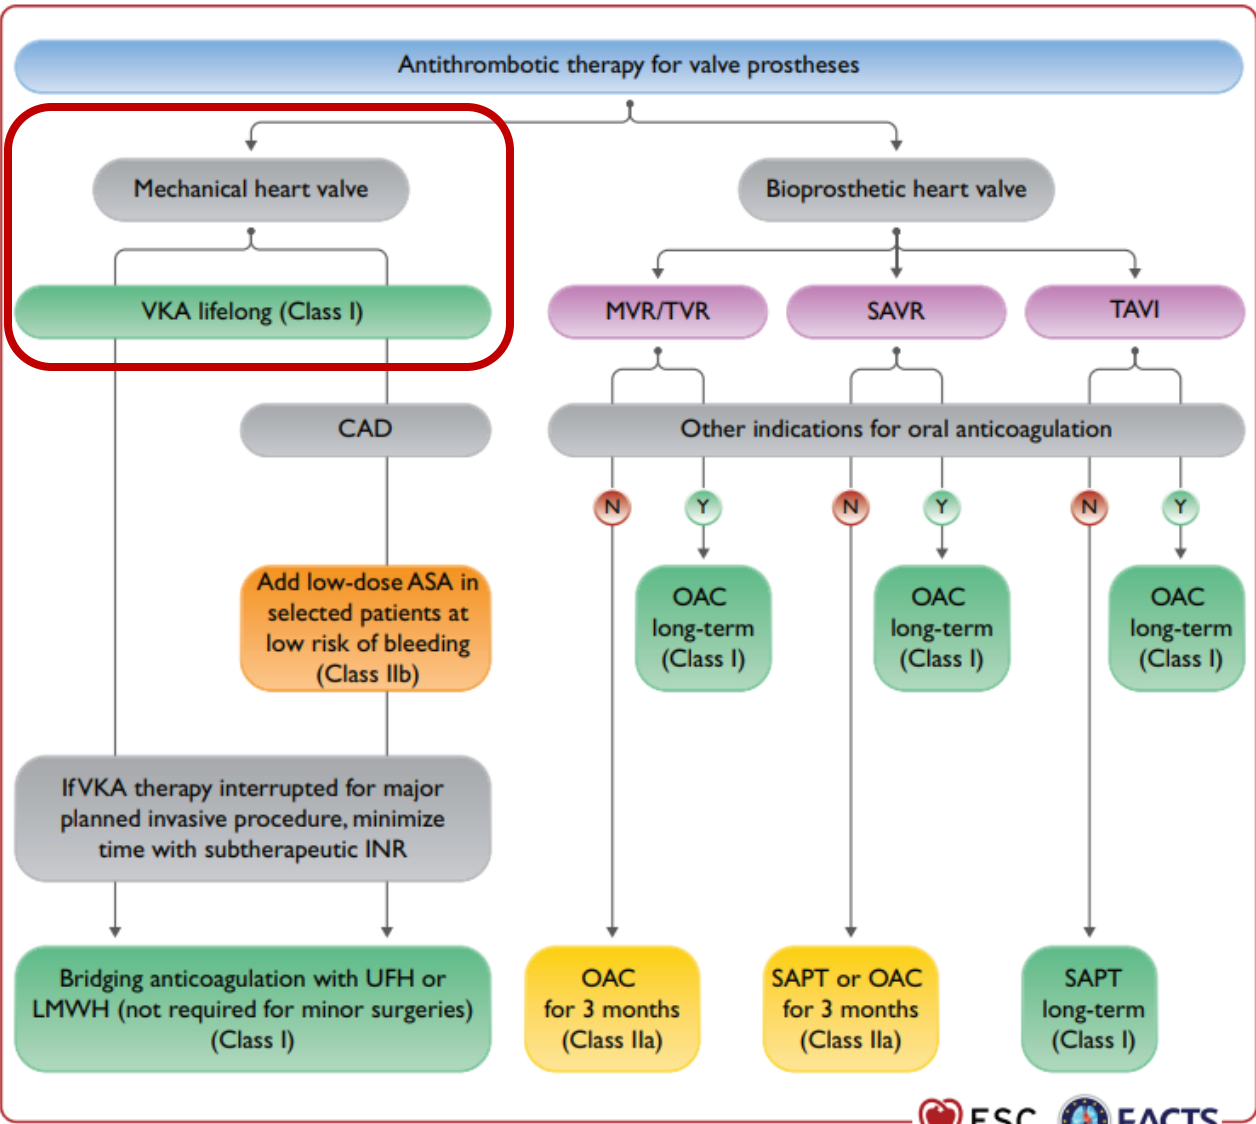 Antithrombotic therapy for valve prostheses
Mechanical heart valve
Bioprosthetic heart valve
VKA lifelong (Class I)
MVR/TVR
SAVR
TAVI
CAD
Other indications for oral anticoagulation
N
Y
N
Y
N
Y
Add low-dose ASA in
selected patients at
low risk of bleeding
(Class IIb)
OAC
long-term
(Class I)
OAC
long-term
(Class I)
OAC
long-term
(Class I)
If VKA therapy interrupted for major
planned invasive procedure, minimize
time with subtherapeutic INR
Bridging anticoagulation with UFH or
LMWH (not required for minor surgeries)
(Class I)
OAC
for 3 months
(Class IIa)
SAPT or OAC
for 3 months
(Class IIa)
SAPT
long-term
(Class I)
ESC
EACTS